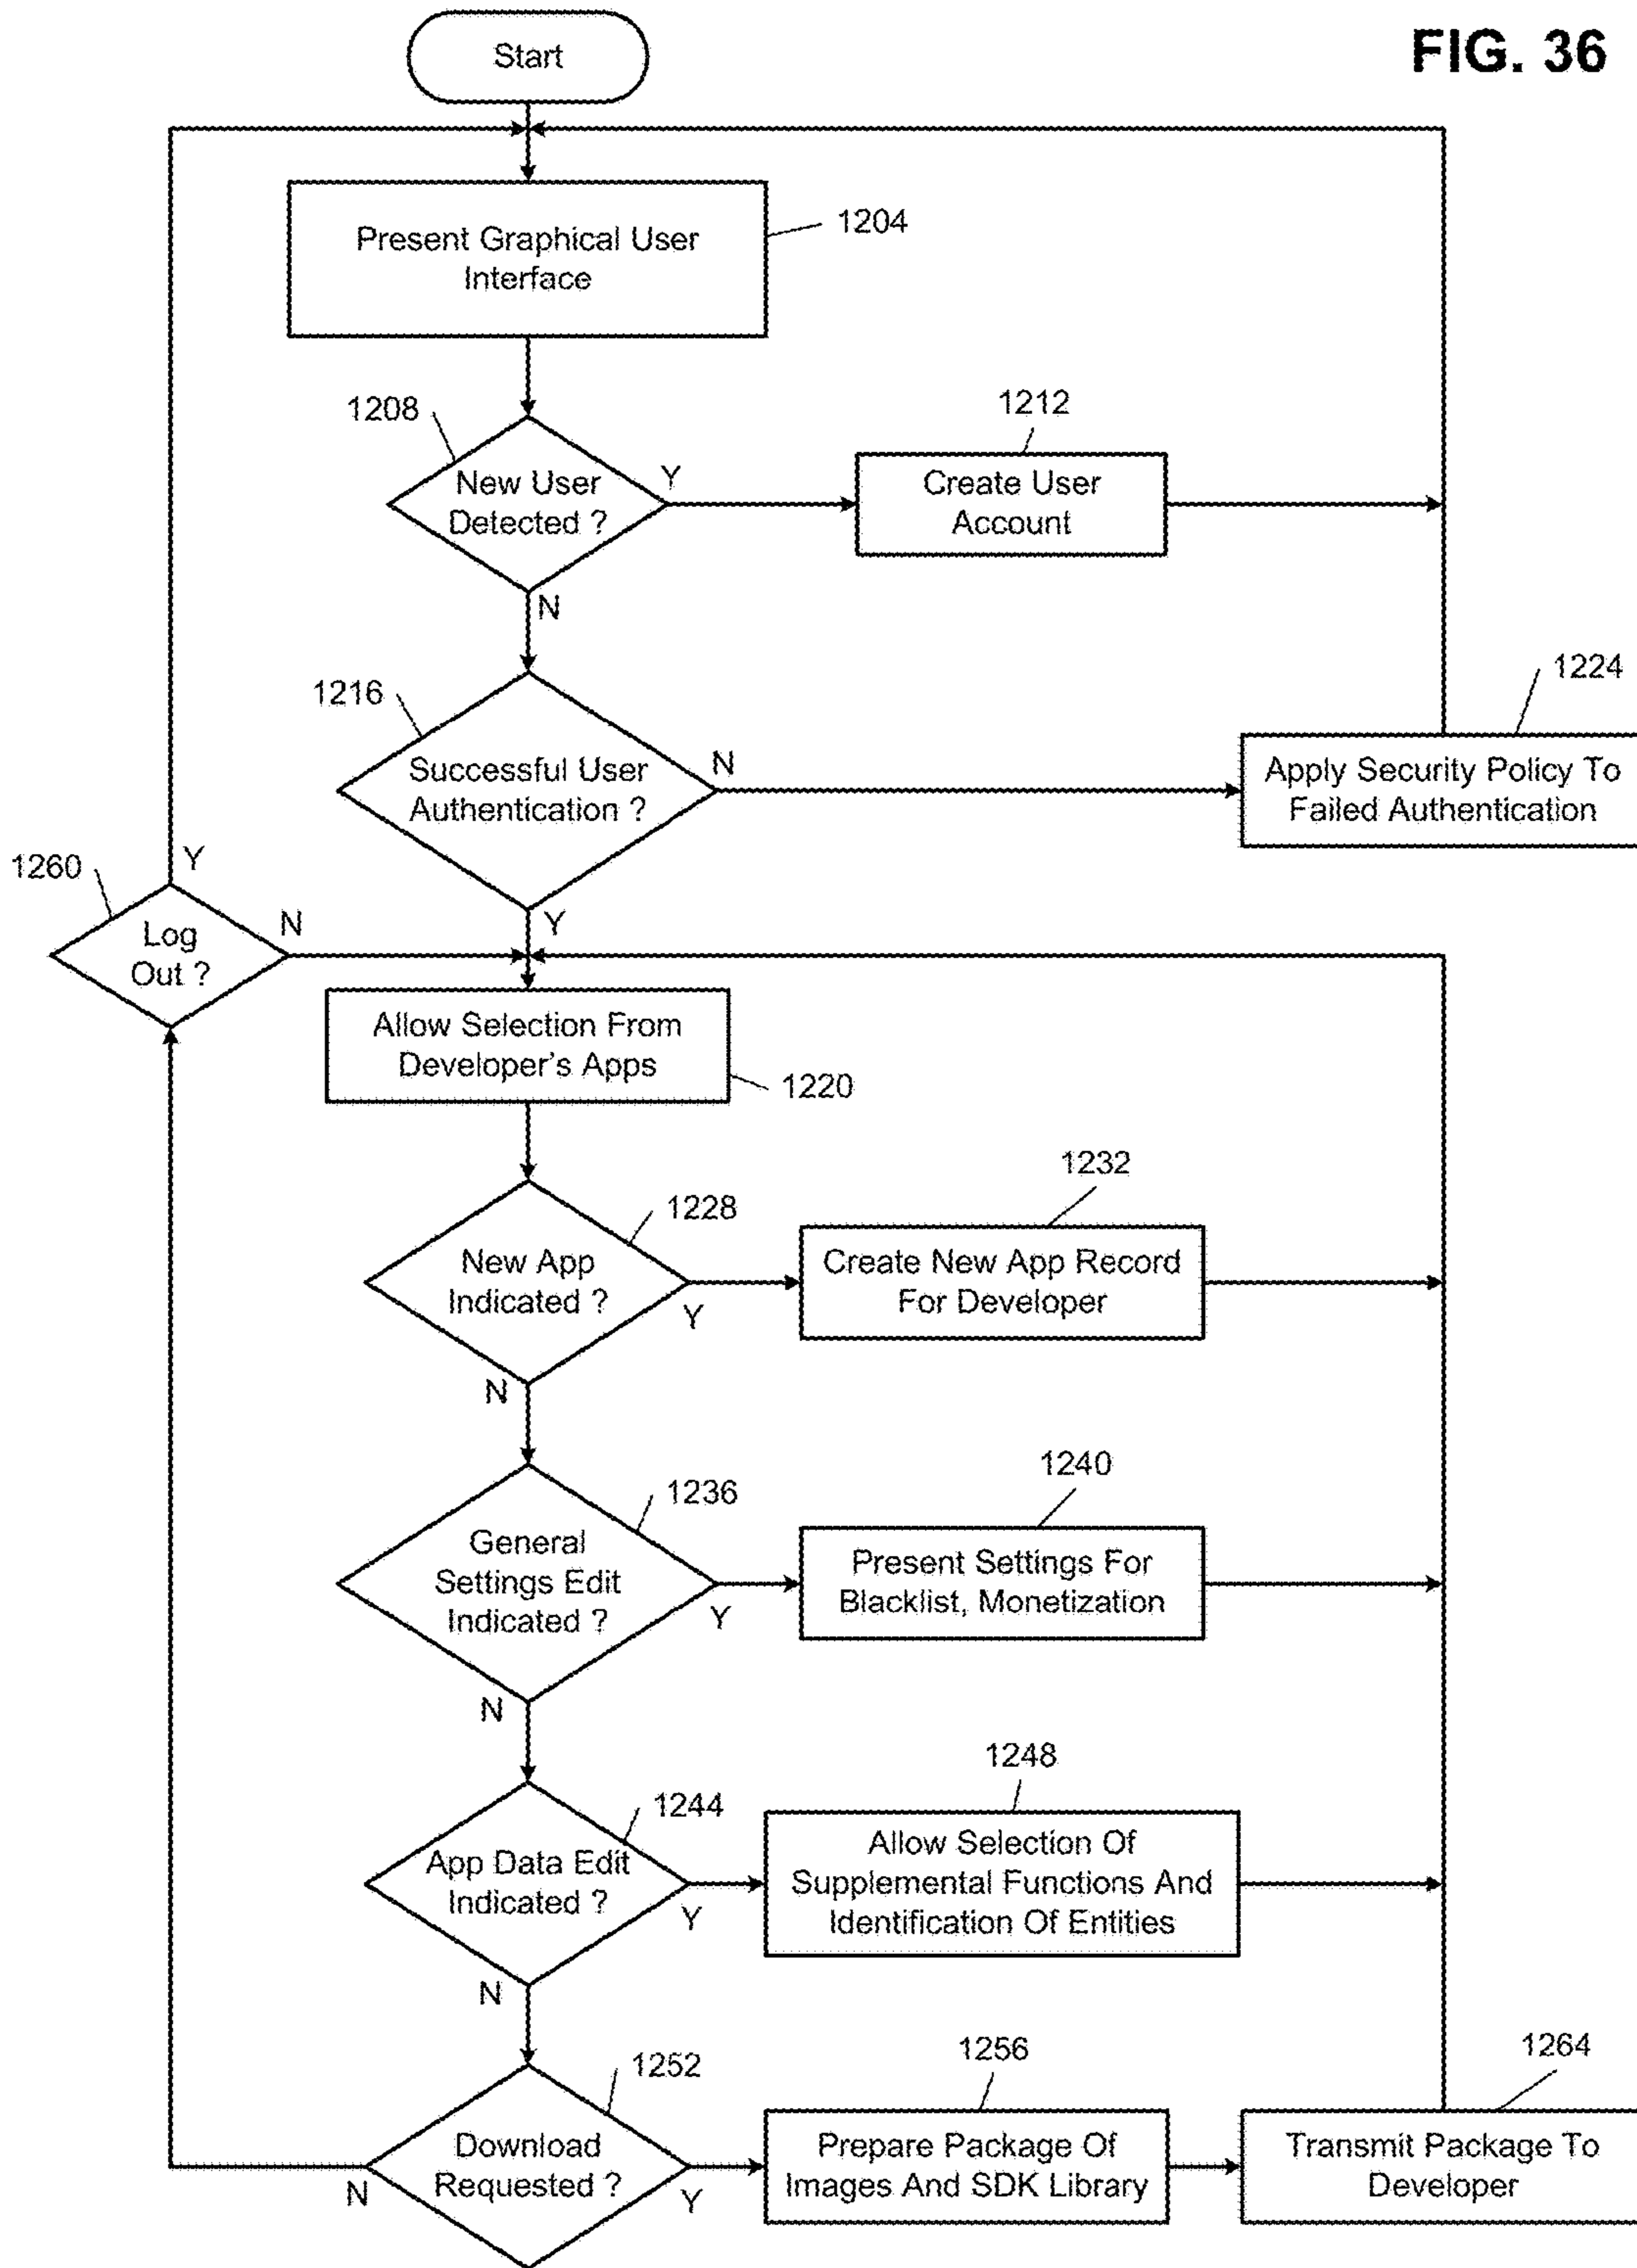 FIG. 36
Start
Present Graphical User
Interface
1204
1208
New User
Detected ?
Y
N
1212
Create User
Account
1216
Successful User
Authentication ?
N
Y
1224
Apply Security Policy To
Failed Authentication
1260
Log
Out ?
Y
N
Allow Selection From
Developer's Apps
1220
1228
New App
Indicated ?
Y
N
1232
Create New App Record
For Developer
1236
General
Settings Edit
Indicated ?
Y
N
1240
Present Settings For
Blacklist, Monetization
1244
App Data Edit
Indicated ?
Y
N
1248
Allow Selection Of
Supplemental Functions And
Identification Of Entities
1252
Download
Requested ?
N
Y
1256
Prepare Package Of
Images And SDK Library
1264
Transmit Package To
Developer